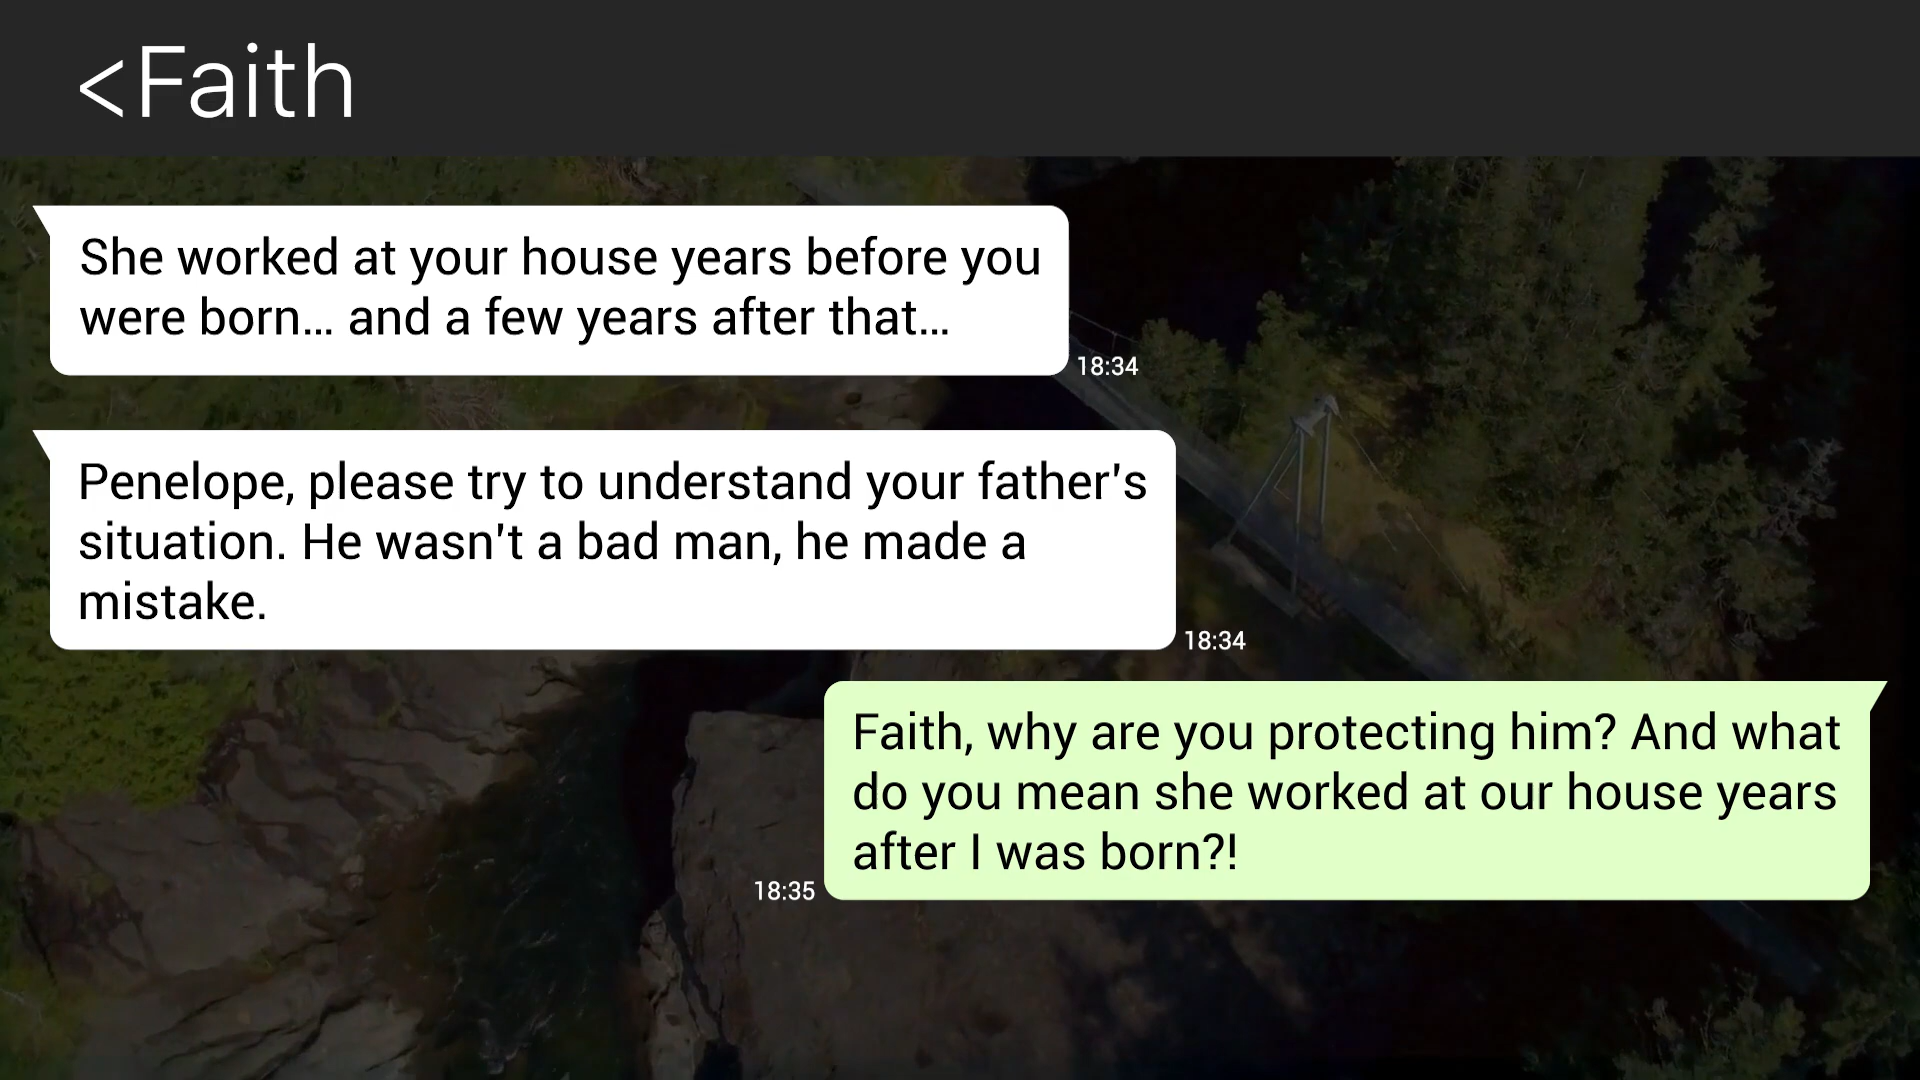 <Faith
She worked at your house years before you
were born... and a few years after that...
18:34
Penelope, please try to understand your father's
situation. He wasn't a bad man, he made a
mistake.
18:34
Faith, why are you protecting him? And what
do you mean she worked at our house years
after I was born?!
18:35